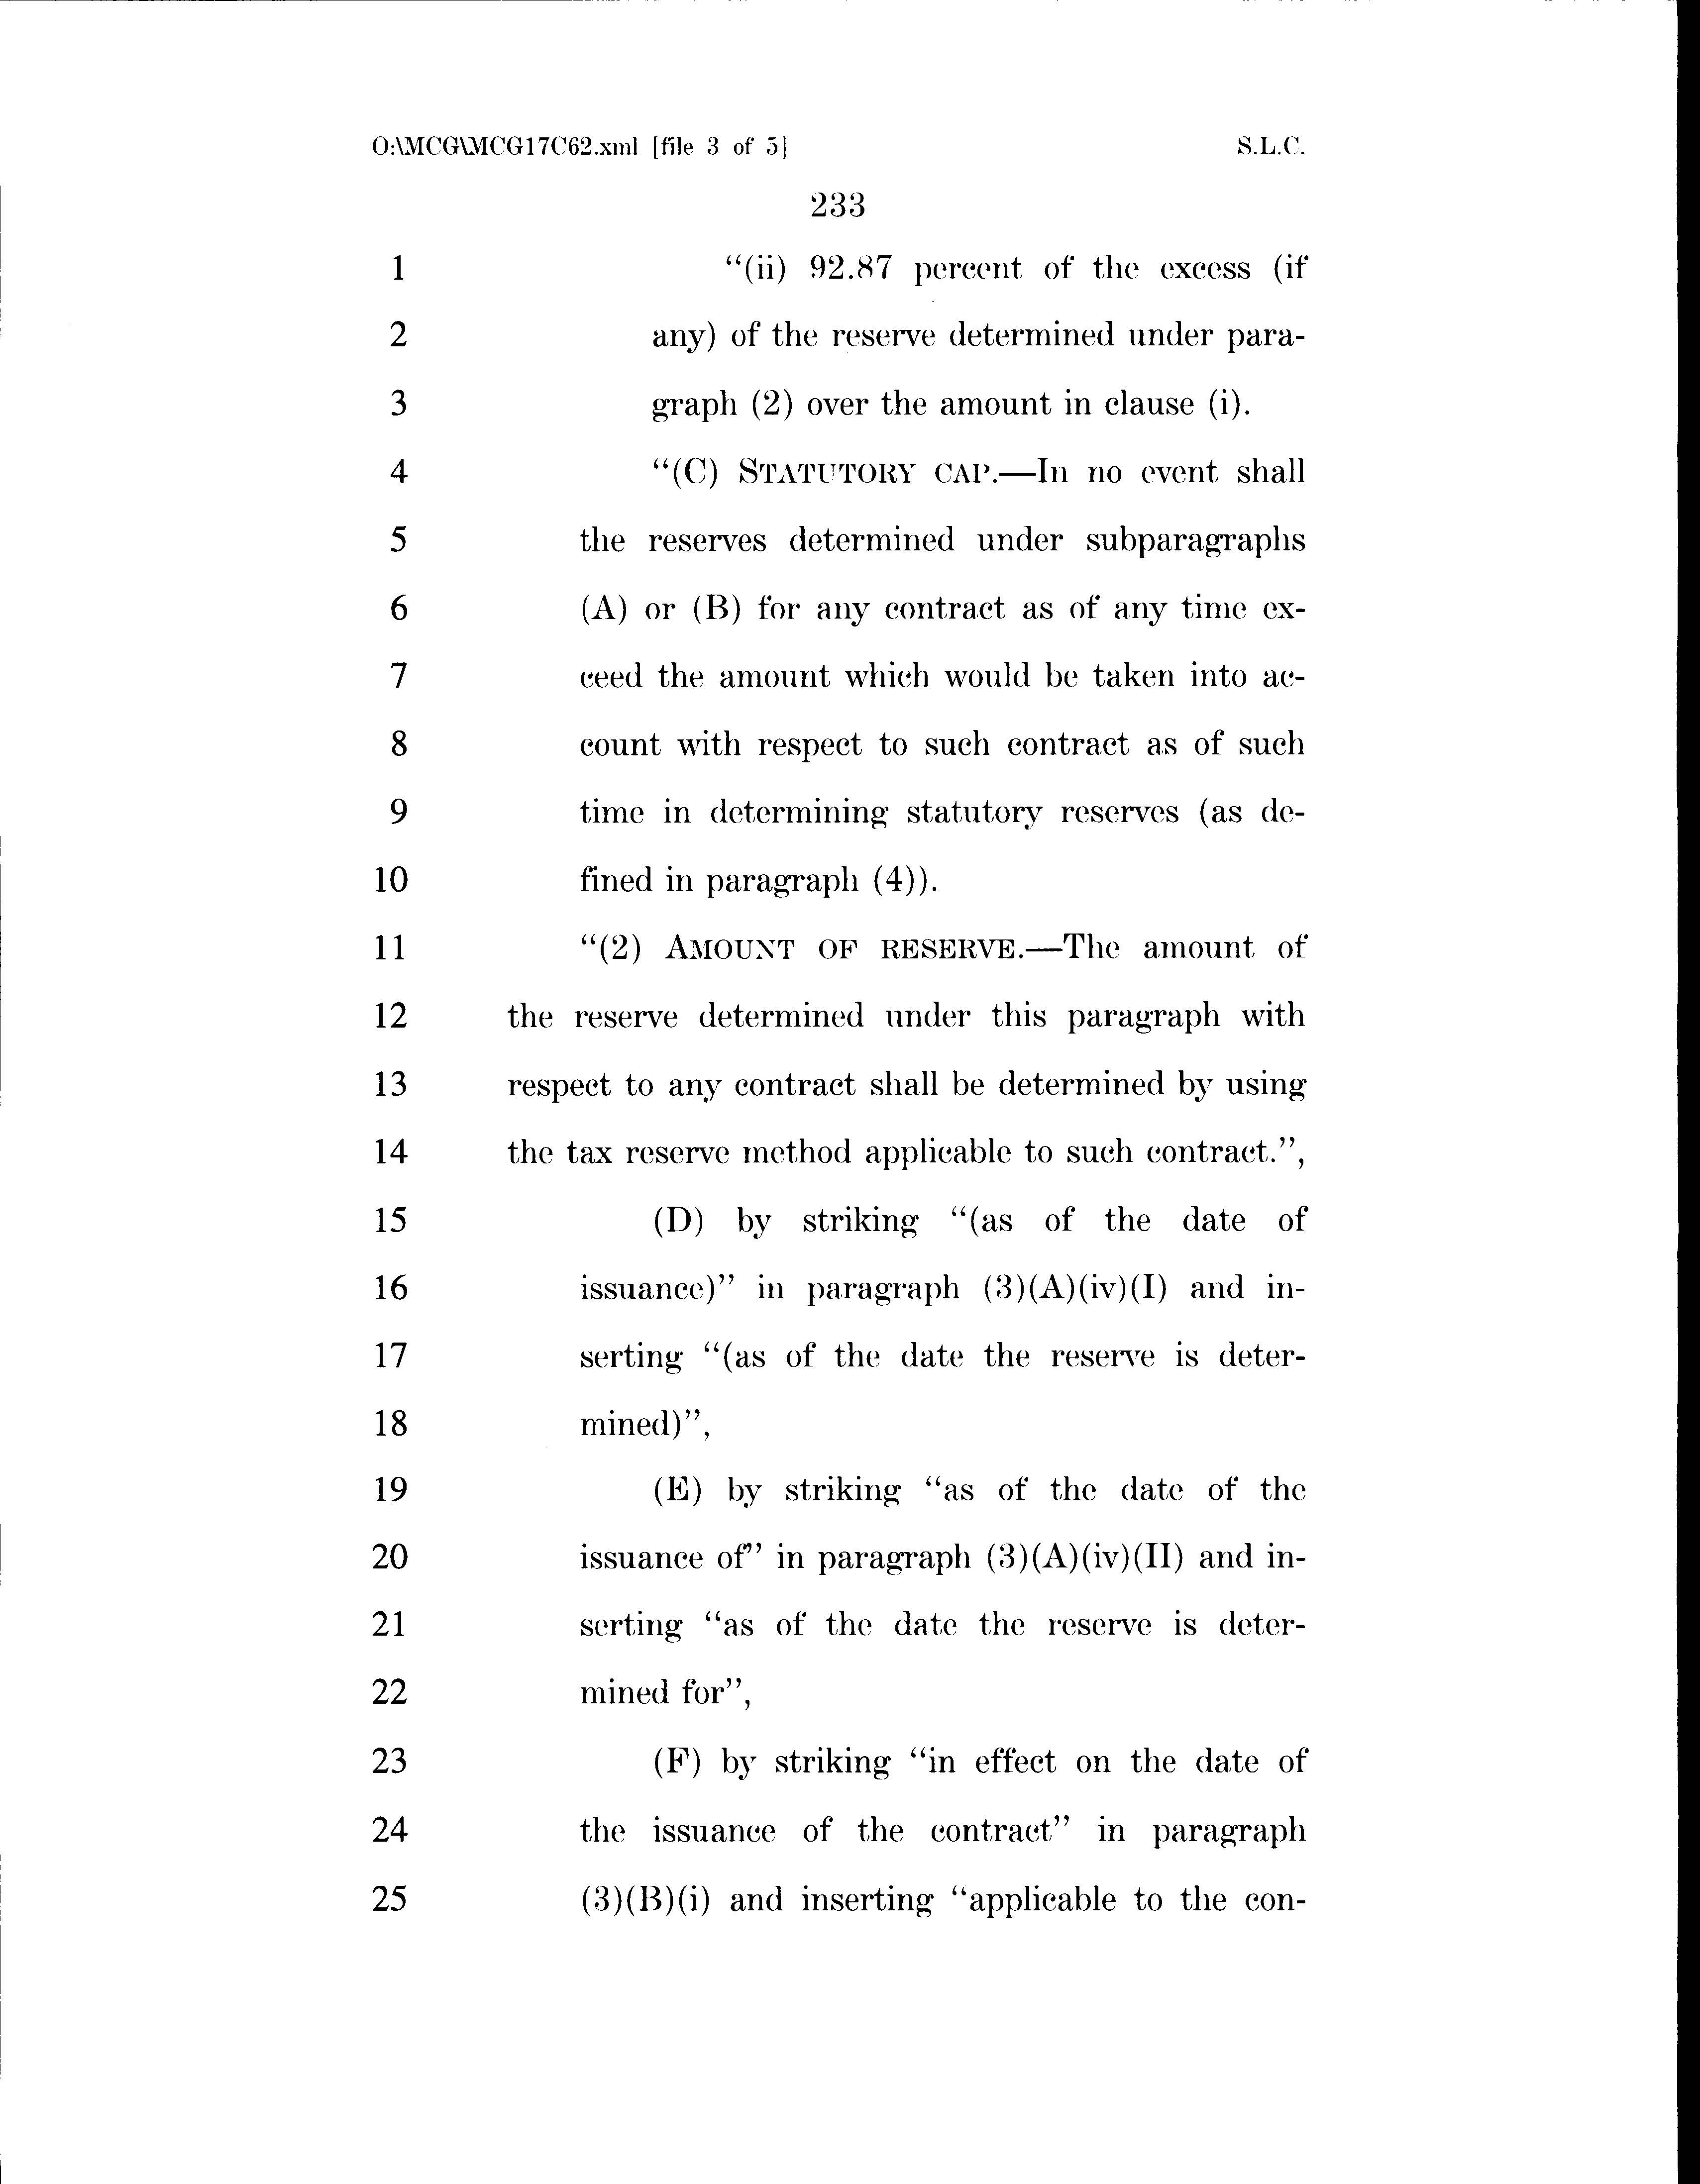 O:\MCG\MCG17C62.xml [file 3 of 5] S.L.C.
233
1 “(ii) 92.87 percent of the excess (if
2 any) of the reserve determined under para-
3 graph (2) over the amount in clause (i).
4 “(C) STATUTORY CAP.—In no event shall
5 the reserves determined under subparagraphs
6 (A) or (B) for any contract as of any time ex-
7 ceed the amount which would be taken into ac-
8 count with respect to such contract as of such
9 time in determining statutory reserves (as de-
10 fined in paragraph (4)).
11 “(2) AMOUNT OF RESERVE.—The amount of
12 the reserve determined under this paragraph with
13 respect to any contract shall be determined by using
14 the tax reserve method applicable to such contract.”,
15 (D) by striking “(as of the date of
16 issuance)” in paragraph (3)(A)(iv)(I) and in-
17 serting “(as of the date the reserve is deter-
18 mined)”,
19 (E) by striking “as of the date of the
20 issuance of” in paragraph (3)(A)(iv)(II) and in-
21 serting “as of the date the reserve is deter-
22 mined for”,
23 (F) by striking “in effect on the date of
24 the issuance of the contract” in paragraph
25 (3)(B)(i) and inserting “applicable to the con-